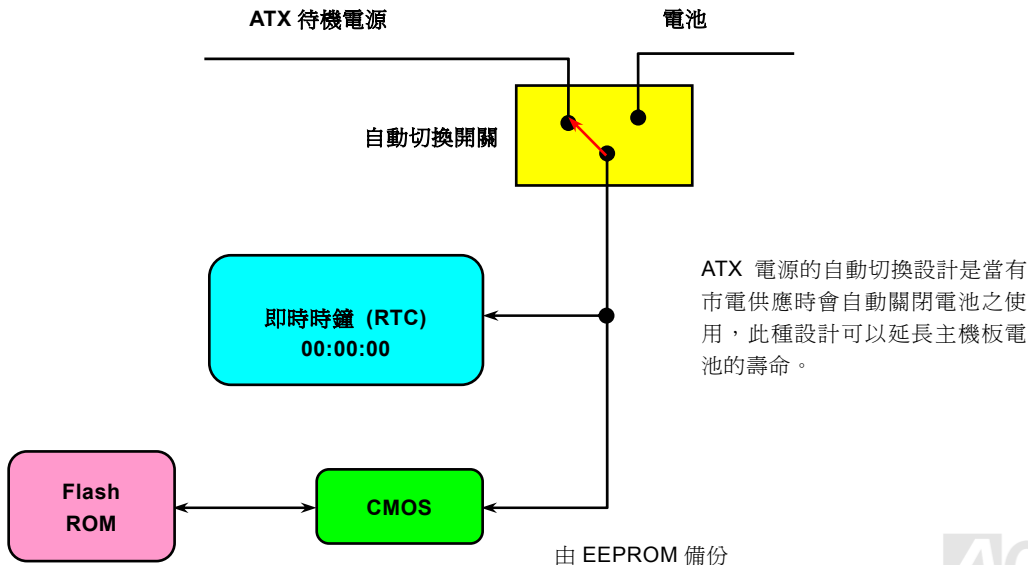 ATX 待機電源
電池
自動切換開關
ATX 電源的自動切換設計是當有
市電供應時會自動關閉電池之使
用，此種設計可以延長主機板電
池的壽命。
即時時鐘 (RTC)
00:00:00
Flash
ROM
CMOS
由 EEPROM 備份